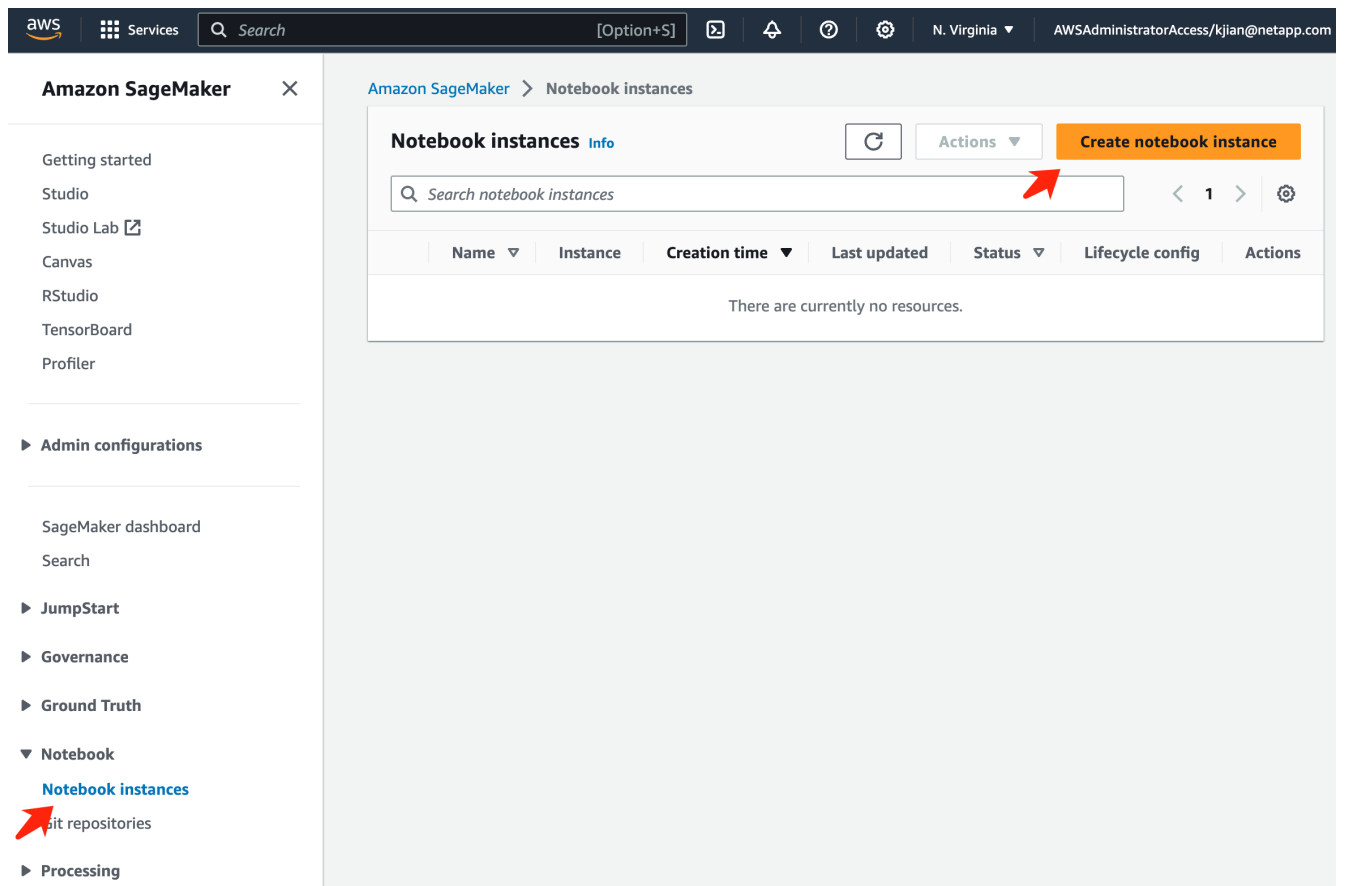 aws
Services
Search
[Option+S]
N. Virginia
AWSAdministratorAccess/kjian@netapp.com
Amazon SageMaker
Getting started
Studio
Studio Lab
Canvas
RStudio
TensorBoard
Profiler
Admin configurations
SageMaker dashboard
Search
JumpStart
Governance
Ground Truth
Notebook
Notebook instances
Git repositories
Processing
Amazon SageMaker > Notebook instances
Notebook instances Info
Actions
Create notebook instance
Search notebook instances
1
Name
Instance
Creation time
Last updated
Status
Lifecycle config
Actions
There are currently no resources.